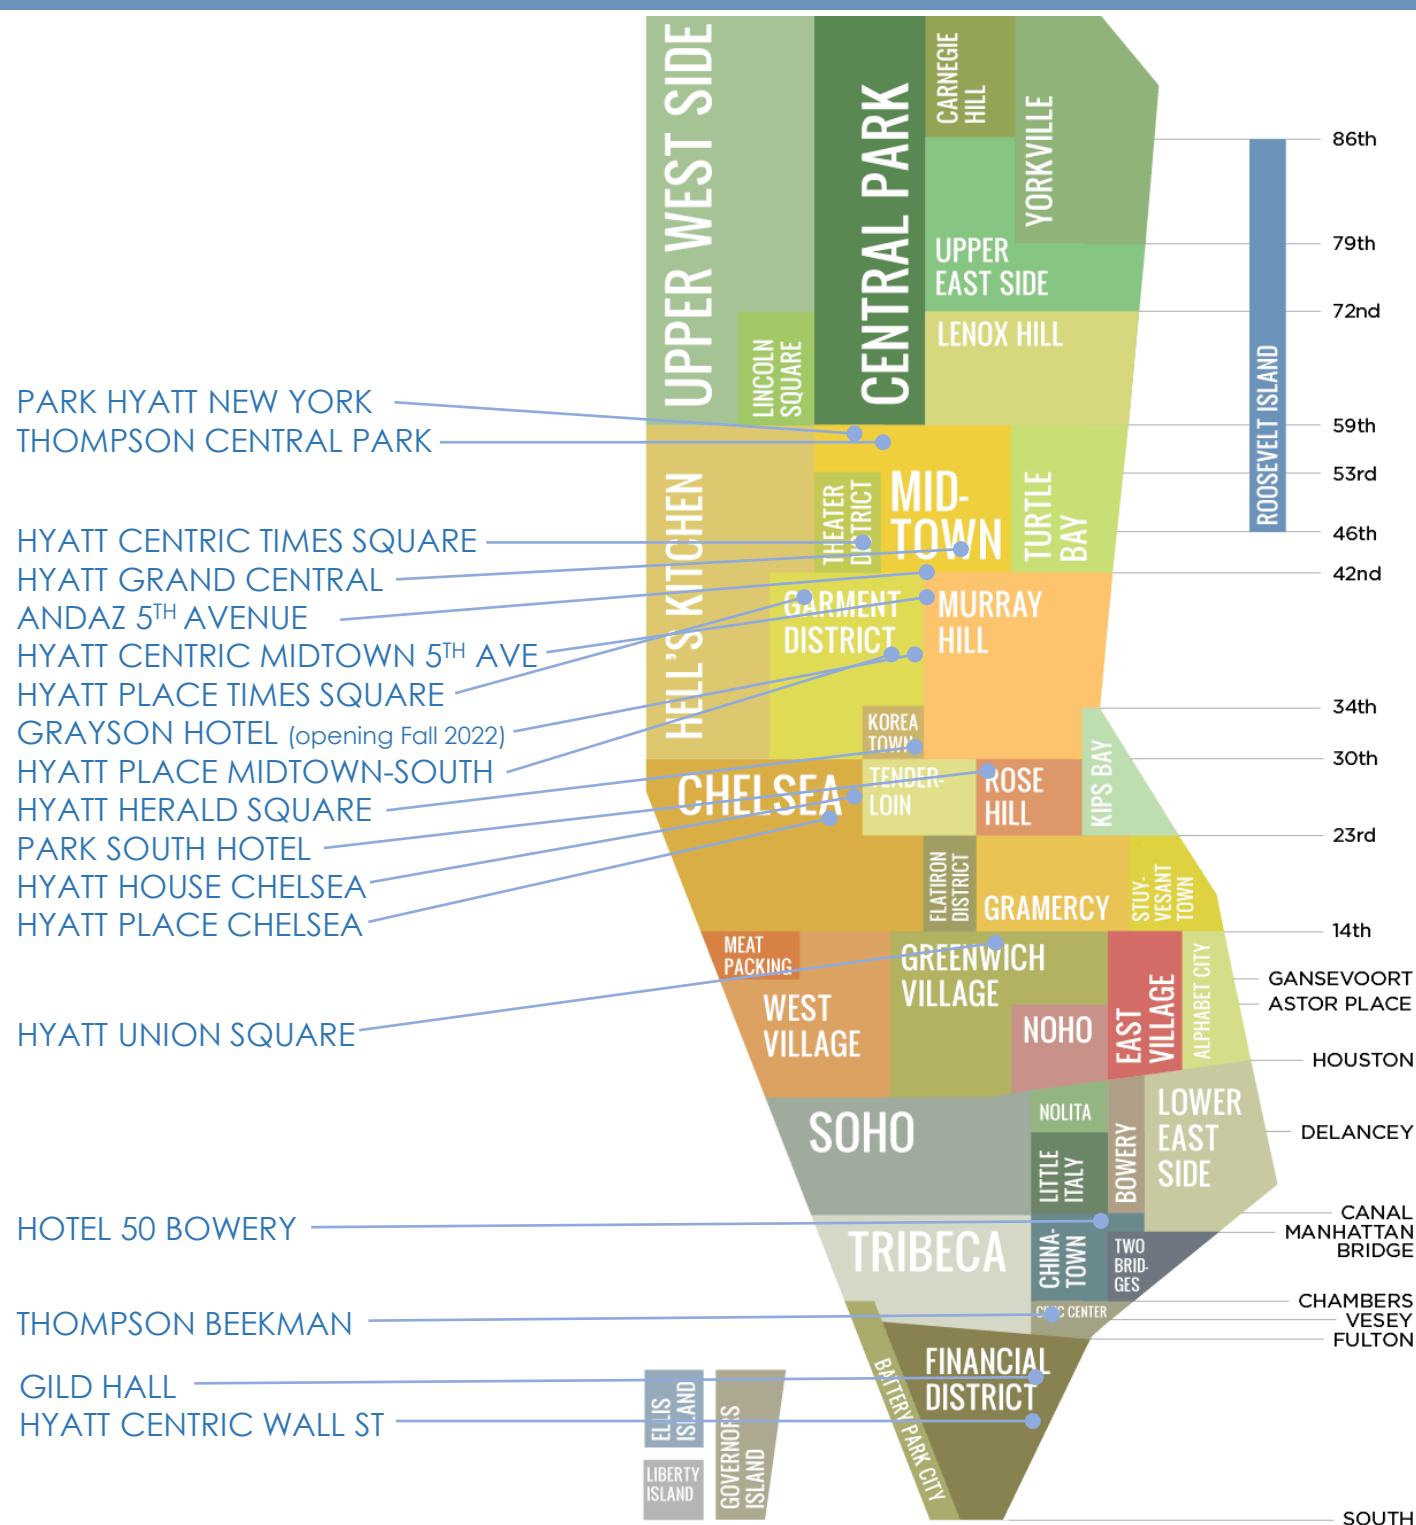 UPPER WEST SIDE
CENTRAL PARK
CARNEGIE
HILL
YORKVILLE
86th
79th
UPPER
EAST SIDE
72nd
LINCOLN
SQUARE
LENOX HILL
ROOSEVELT ISLAND
PARK HYATT NEW YORK
THOMPSON CENTRAL PARK
59th
53rd
46th
42nd
HELL'S KITCHEN
THEATER
DISTRICT
MID-
TOWN
TURTLE
BAY
HYATT CENTRIC TIMES SQUARE
HYATT GRAND CENTRAL
ANDAZ 5TH AVENUE
HYATT CENTRIC MIDTOWN 5TH AVE
HYATT PLACE TIMES SQUARE
GRAYSON HOTEL (opening Fall 2022)
HYATT PLACE MIDTOWN-SOUTH
HYATT HERALD SQUARE
PARK SOUTH HOTEL
HYATT HOUSE CHELSEA
HYATT PLACE CHELSEA
GARMENT
DISTRICT
MURRAY
HILL
KOREA
TOWN
34th
30th
CHELSEA
TENDER-
LOIN
ROSE
HILL
KIPS BAY
23rd
FLATIRON
DISTRICT
GRAMERCY
STUY-
VESANT
TOWN
14th
MEAT
PACKING
WEST
VILLAGE
GREENWICH
VILLAGE
NOHO
EAST
VILLAGE
ALPHABET CITY
GANSEVOORT
ASTOR PLACE
HYATT UNION SQUARE
HOUSTON
SOHO
NOLITA
LITTLE
ITALY
BOWERY
LOWER
EAST
SIDE
DELANCEY
HOTEL 50 BOWERY
CANAL
MANHATTAN
BRIDGE
TRIBECA
CHINA-
TOWN
TWO
BRID-
GES
CHAMBERS
VESEY
FULTON
THOMPSON BEEKMAN
CIVIC CENTER
GILD HALL
HYATT CENTRIC WALL ST
FINANCIAL
DISTRICT
BATTERY PARK CITY
ELLIS
ISLAND
LIBERTY
ISLAND
GOVERNORS
ISLAND
SOUTH